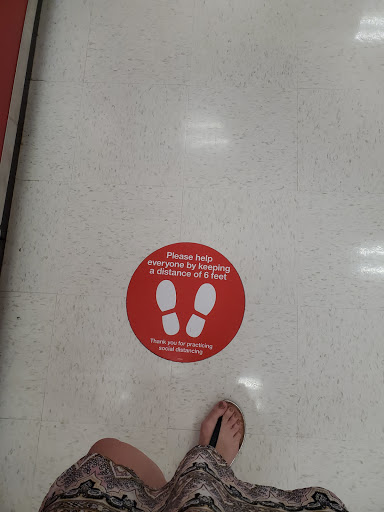 Please help
everyone by keeping
a distance of 6 feet
Thank you for practicing
social distancing